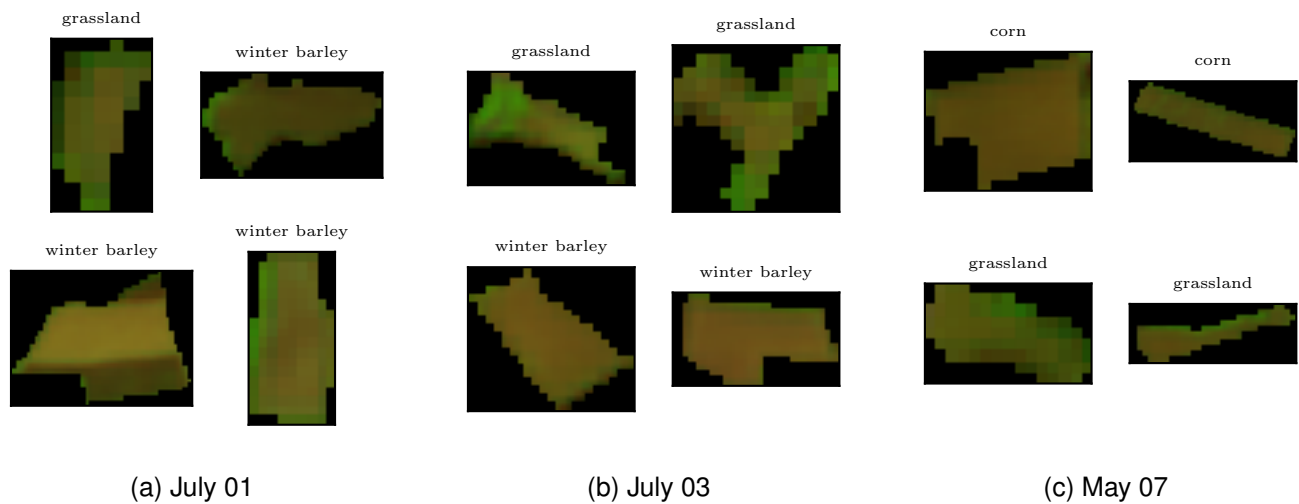 grassland
winter barley
winter barley
winter barley
(a) July 01
grassland
grassland
winter barley
winter barley
(b) July 03
corn
corn
grassland
grassland
(c) May 07